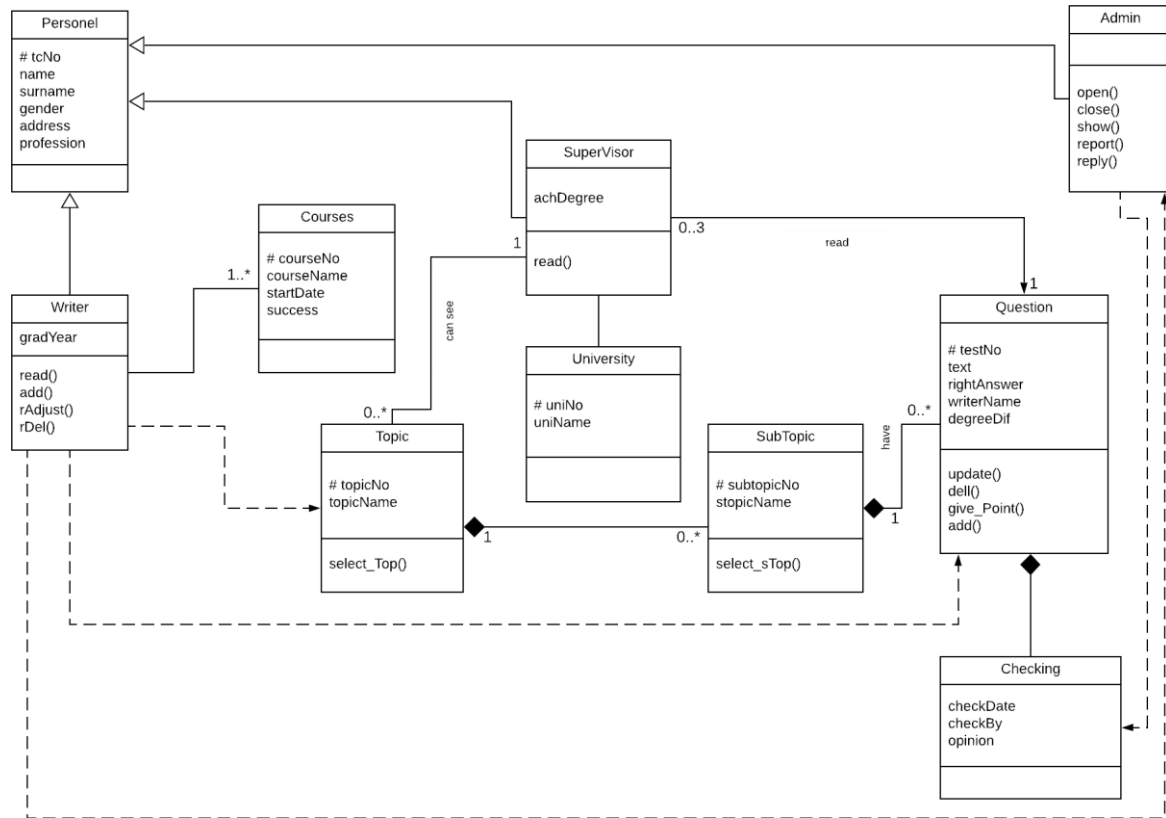 Personel
# tcNo
name
surname
gender
address
profession
Admin
open()
close()
show()
report()
reply()
SuperVisor
achDegree
read()
Courses
# courseNo
courseName
startDate
success
1..*
1
0..3
read
1
can see
0..*
Writer
gradYear
read()
add()
rAdjust()
rDel()
University
# uniNo
uniName
Question
# testNo
text
rightAnswer
writerName
degreeDif
update()
dell()
give_Point()
add()
Topic
# topicNo
topicName
select_Top()
1
0..*
SubTopic
# subtopicNo
stopicName
select_sTop()
have
0..*
1
Checking
checkDate
checkBy
opinion